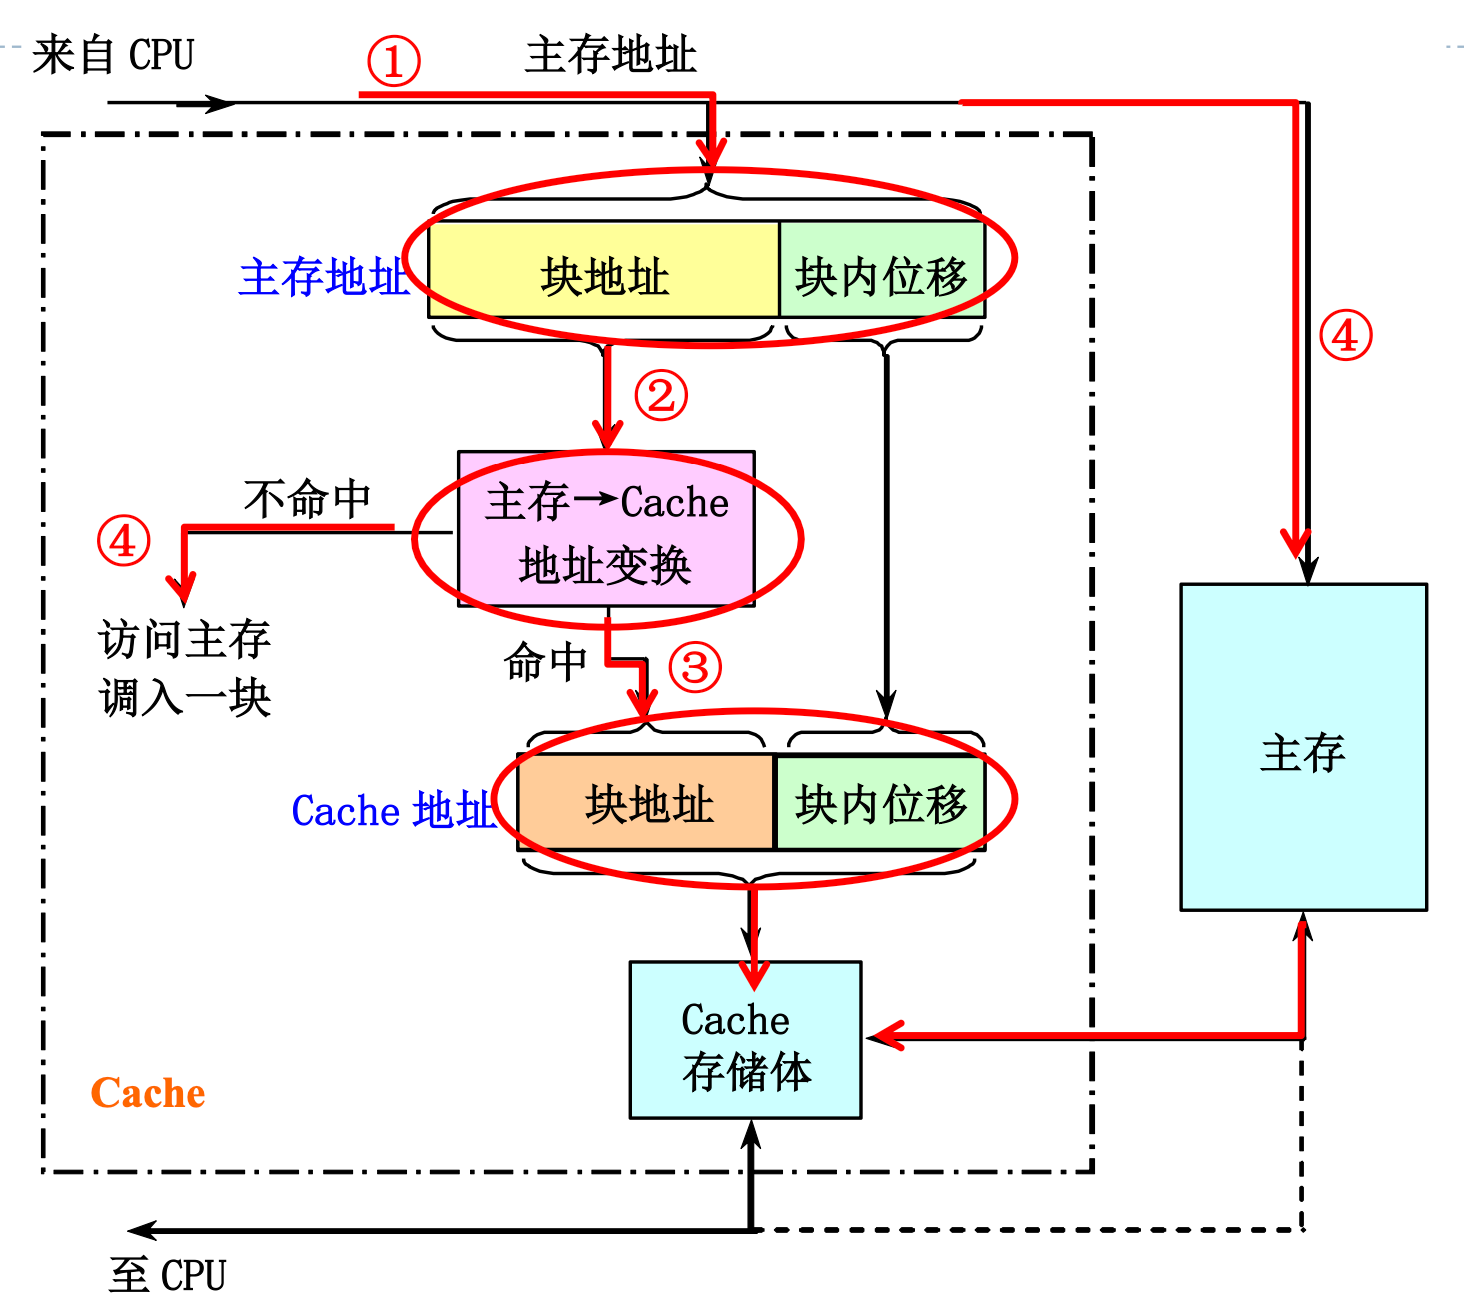 来自 CPU
①
主存地址
主存地址
块地址
块内位移
④
②
不命中
主存→Cache
地址变换
④
访问主存
调入一块
命中
③
主存
Cache 地址
块地址
块内位移
Cache
存储体
Cache
至 CPU